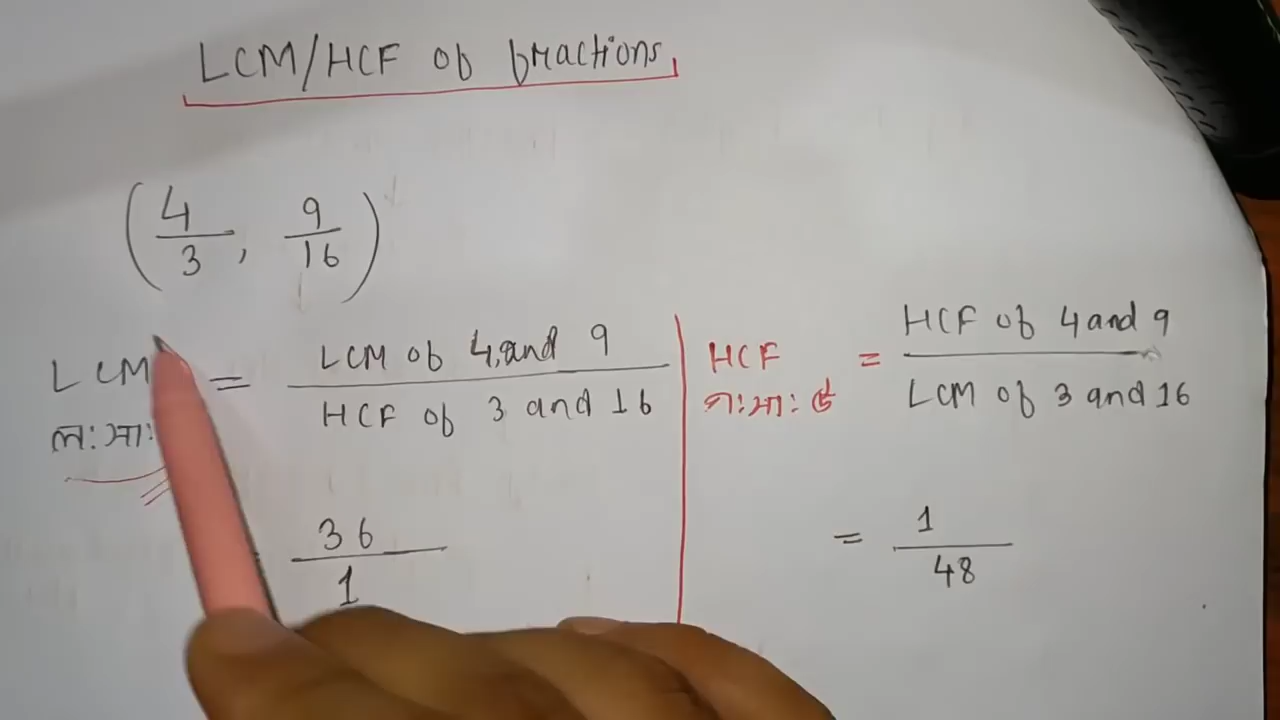 LCM/HCF of fractions
(4/3, 9/16)
LCM = LCM of 4, and 9 / HCF of 3 and 16
ল:সা:
36/1
HCF = HCF of 4 and 9 / LCM of 3 and 16
= 1/48